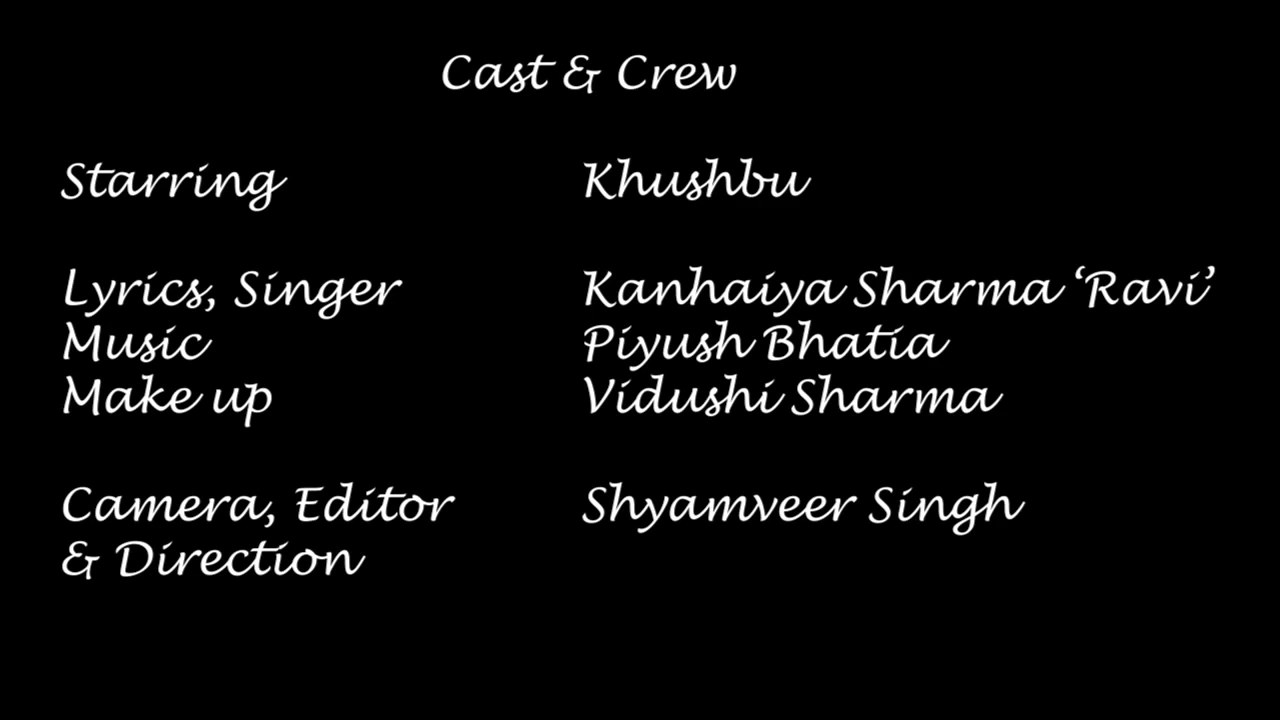 Cast & Crew
Starring Khushbu
Lyrics, Singer Kanhaiya Sharma ‘Ravi’
Music Piyush Bhatia
Make up Vidushi Sharma
Camera, Editor Shyamveer Singh
& Direction